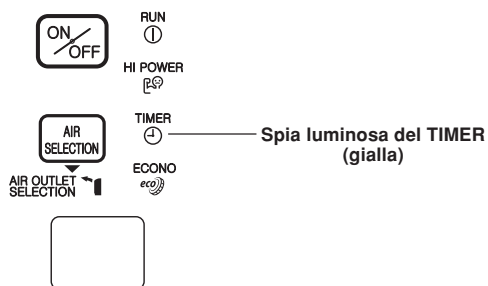 ON/OFF
RUN
HI POWER
AIR
SELECTION
TIMER
Spia luminosa del TIMER
(gialla)
AIR OUTLET
SELECTION
ECONO
eco